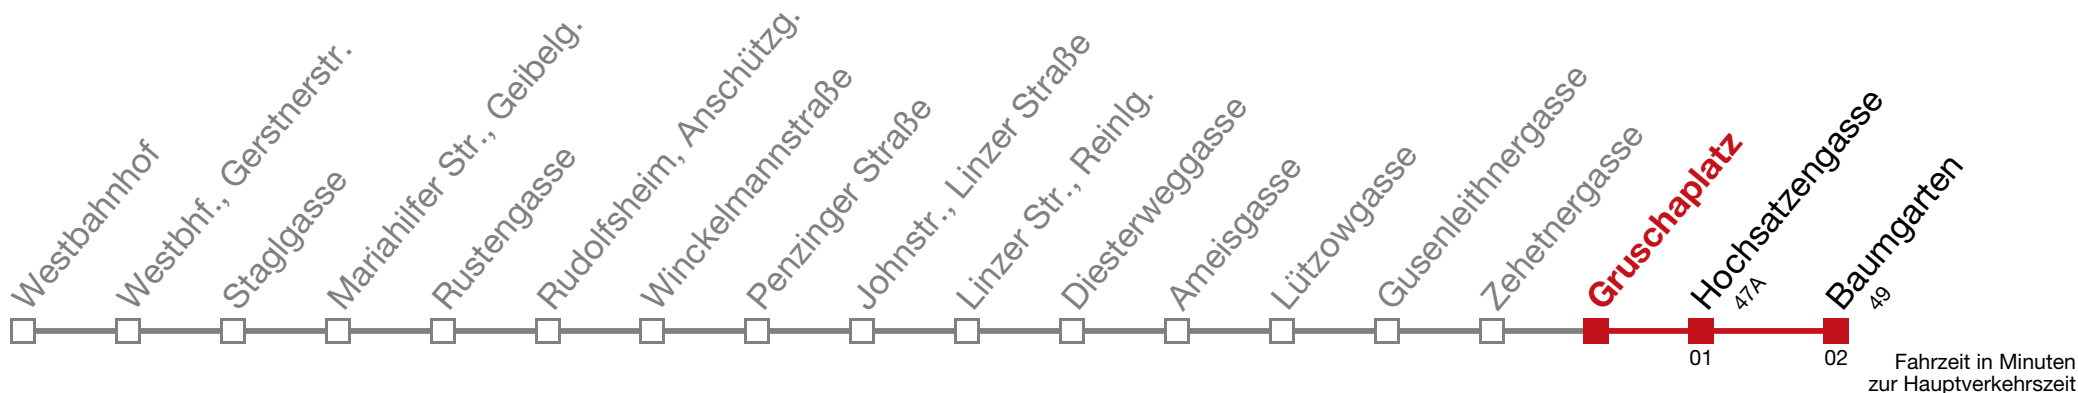 Westbahnhof
Westbhf., Gerstnerstr.
Staglgasse
Mariahilfer Str., Geibelg.
Rustengasse
Rudolfsheim, Anschützg.
Winckelmannstraße
Penzinger Straße
Johnstr., Linzer Straße
Linzer Str., Reinlg.
Diesterweggasse
Ameisgasse
Lützowgasse
Gusenleithnergasse
Zehetnergasse
Gruschaplatz
Hochsatzengasse
47A
Baumgarten
49
01
02
Fahrzeit in Minuten
zur Hauptverkehrszeit